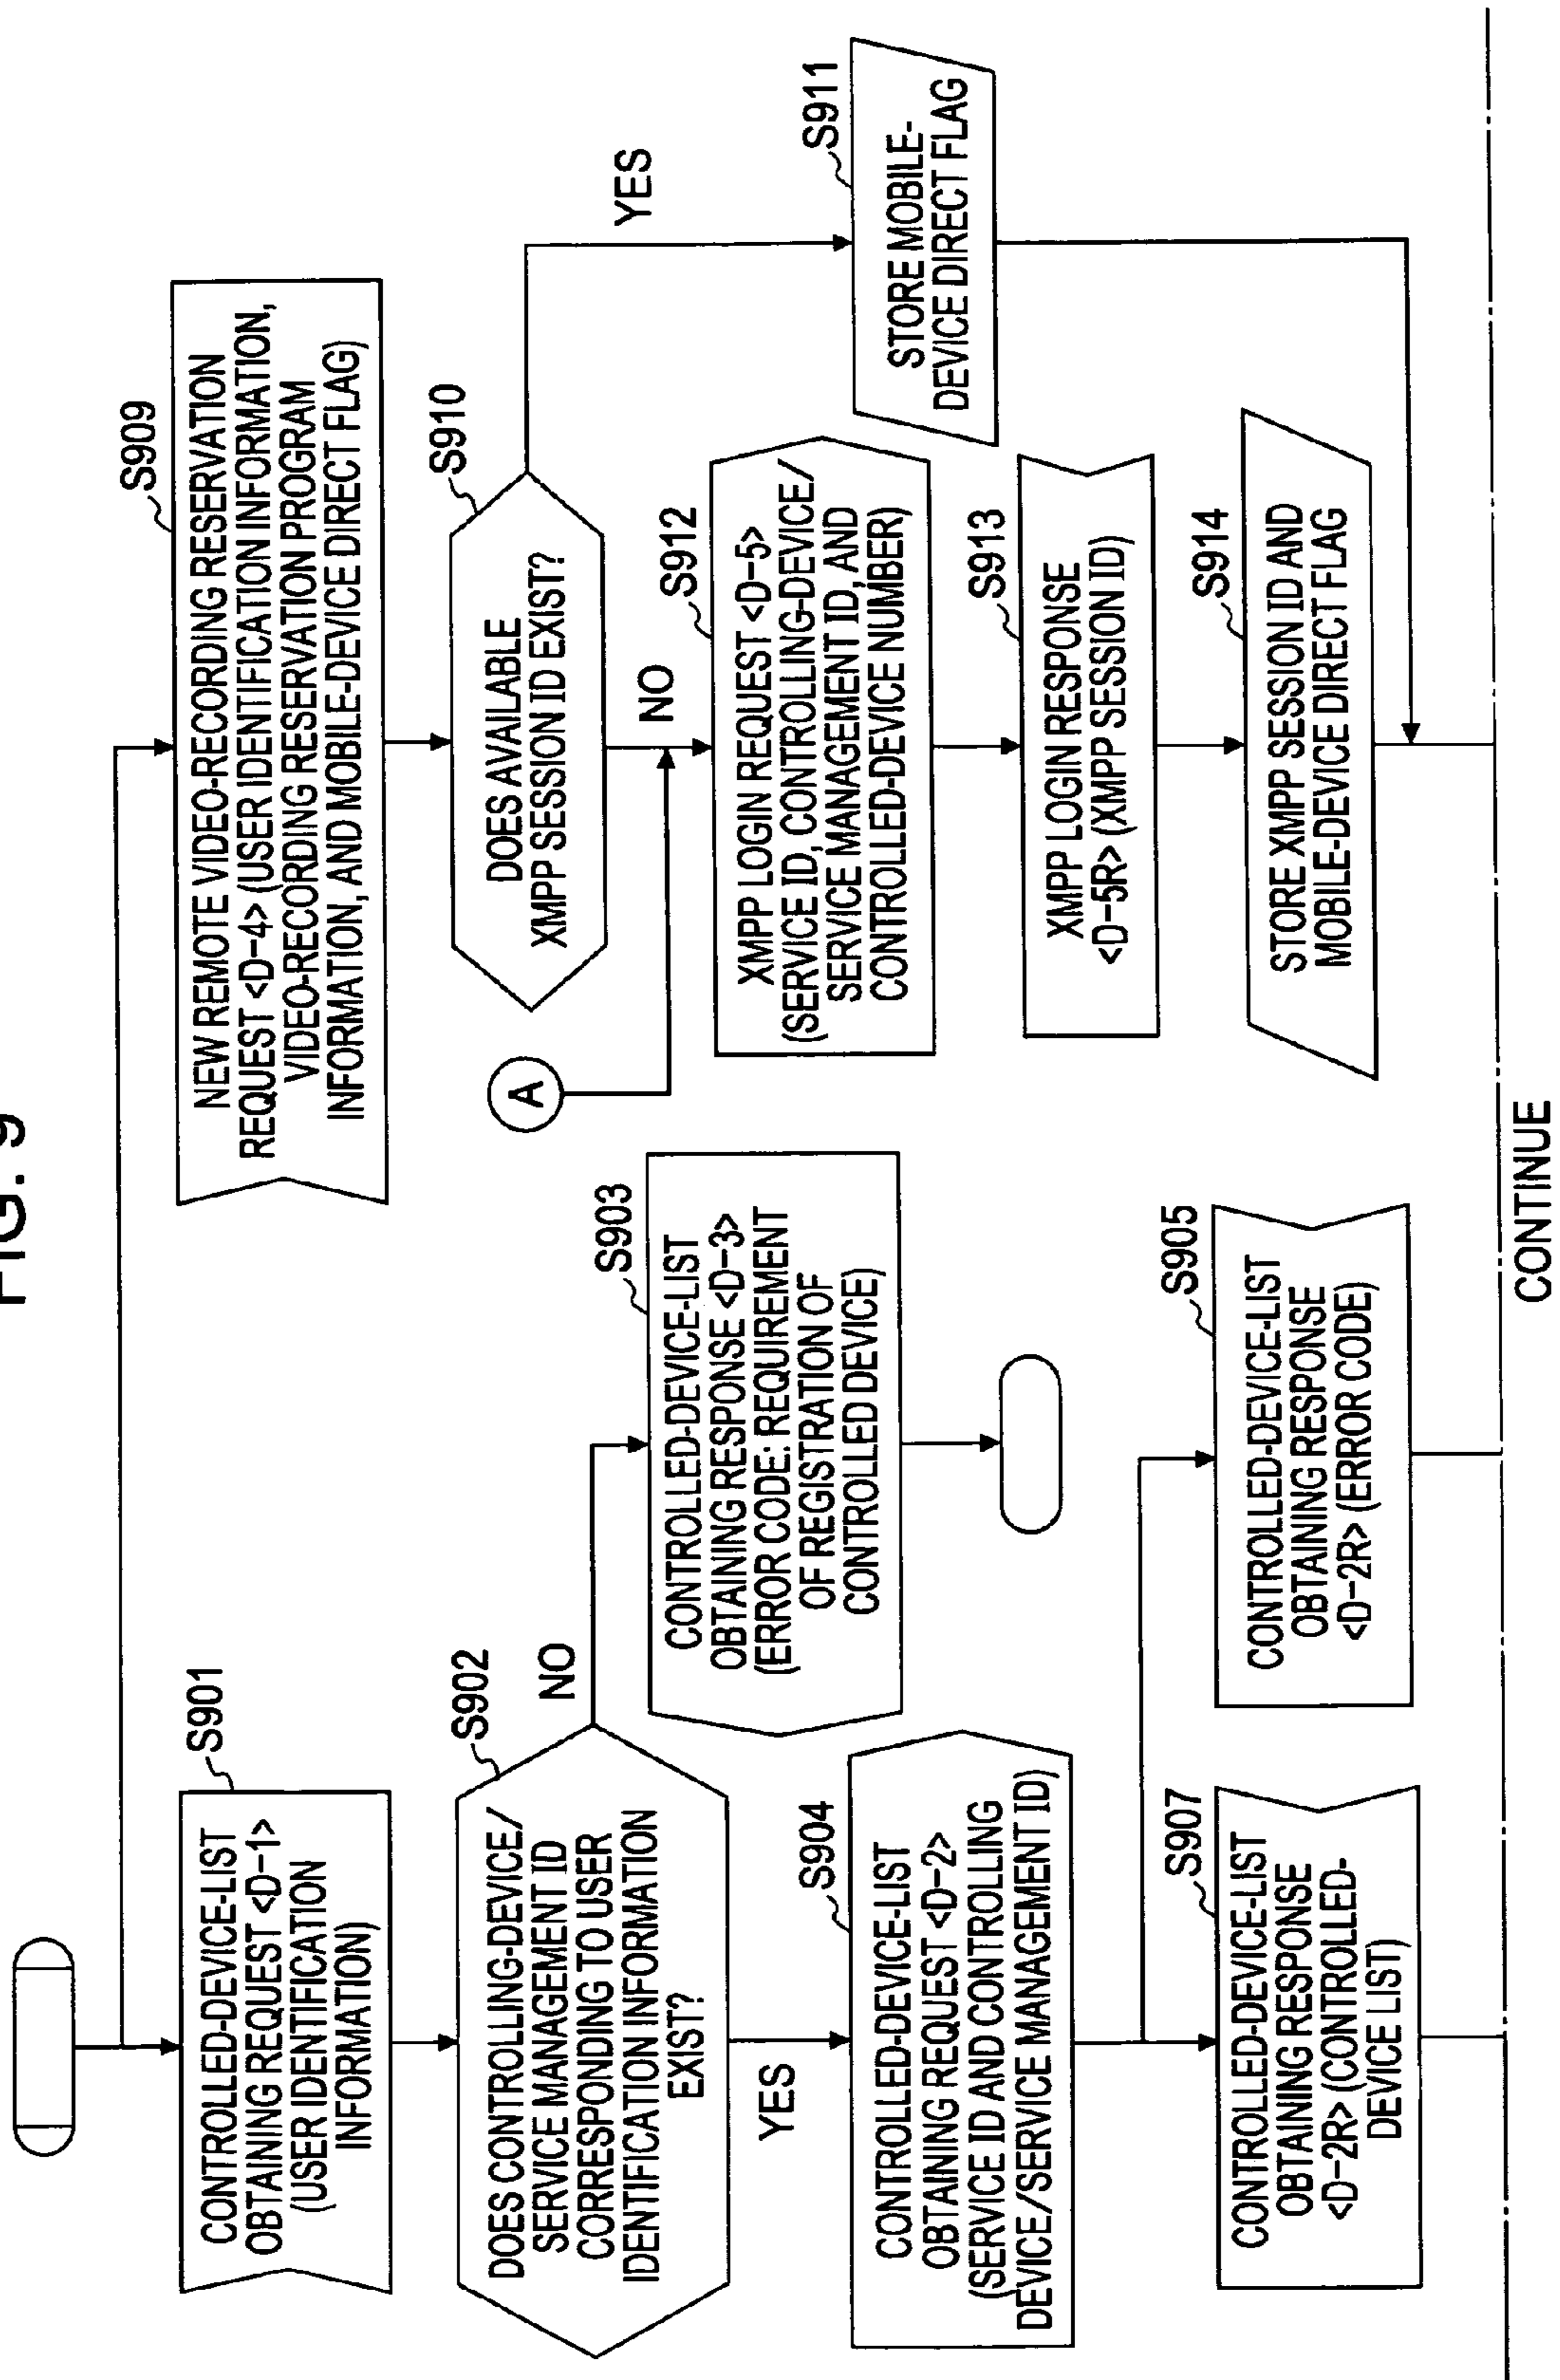 FIG. 9
S901
CONTROLLED-DEVICE-LIST
OBTAINING REQUEST <D-1>
(USER IDENTIFICATION
INFORMATION)
S902
DOES CONTROLLING-DEVICE/
SERVICE MANAGEMENT ID
CORRESPONDING TO USER
IDENTIFICATION INFORMATION
EXIST?
NO
YES
S903
CONTROLLED-DEVICE-LIST
OBTAINING RESPONSE <D-3>
(ERROR CODE: REQUIREMENT
OF REGISTRATION OF
CONTROLLED DEVICE)
S904
CONTROLLED-DEVICE-LIST
OBTAINING REQUEST <D-2>
(SERVICE ID AND CONTROLLING
DEVICE/SERVICE MANAGEMENT ID)
S907
CONTROLLED-DEVICE-LIST
OBTAINING RESPONSE
<D-2R> (CONTROLLED-
DEVICE LIST)
S905
CONTROLLED-DEVICE-LIST
OBTAINING RESPONSE
<D-2R> (ERROR CODE)
S909
NEW REMOTE VIDEO-RECORDING RESERVATION
REQUEST <D-4> (USER IDENTIFICATION INFORMATION,
VIDEO-RECORDING RESERVATION PROGRAM
INFORMATION, AND MOBILE-DEVICE DIRECT FLAG)
S910
DOES AVAILABLE
XMPP SESSION ID EXIST?
YES
NO
A
S911
STORE MOBILE-
DEVICE DIRECT FLAG
S912
XMPP LOGIN REQUEST <D-5>
(SERVICE ID, CONTROLLING-DEVICE/
SERVICE MANAGEMENT ID, AND
CONTROLLED-DEVICE NUMBER)
S913
XMPP LOGIN RESPONSE
<D-5R> (XMPP SESSION ID)
S914
STORE XMPP SESSION ID AND
MOBILE-DEVICE DIRECT FLAG
CONTINUE